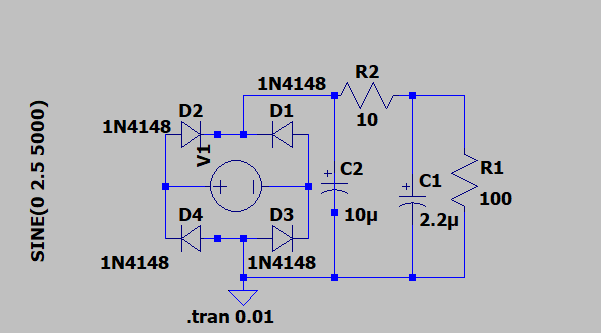 R2
1N4148
10
D2
D1
1N4148
V1
SINE(0 2.5 5000)
+
C2
+
C1
R1
100
10µ
2.2µ
D4
D3
1N4148
1N4148
.tran 0.01